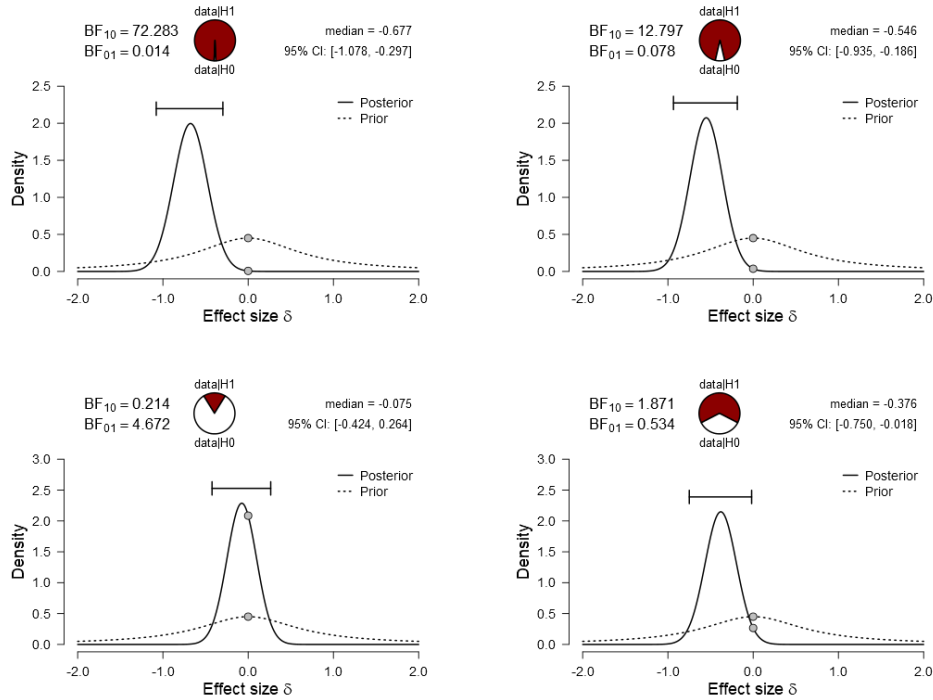 data|H1
BF10 = 72.283
BF01 = 0.014
median = -0.677
95% CI: [-1.078, -0.297]
data|H0
Posterior
Prior
Density
2.5
2.0
1.5
1.0
0.5
0.0
-2.0 -1.0 0.0 1.0 2.0
Effect size δ
data|H1
BF10 = 12.797
BF01 = 0.078
median = -0.546
95% CI: [-0.935, -0.186]
data|H0
Posterior
Prior
Density
2.5
2.0
1.5
1.0
0.5
0.0
-2.0 -1.0 0.0 1.0 2.0
Effect size δ
data|H1
BF10 = 0.214
BF01 = 4.672
median = -0.075
95% CI: [-0.424, 0.264]
data|H0
Posterior
Prior
Density
3.0
2.5
2.0
1.5
1.0
0.5
0.0
-2.0 -1.0 0.0 1.0 2.0
Effect size δ
data|H1
BF10 = 1.871
BF01 = 0.534
median = -0.376
95% CI: [-0.750, -0.018]
data|H0
Posterior
Prior
Density
3.0
2.5
2.0
1.5
1.0
0.5
0.0
-2.0 -1.0 0.0 1.0 2.0
Effect size δ